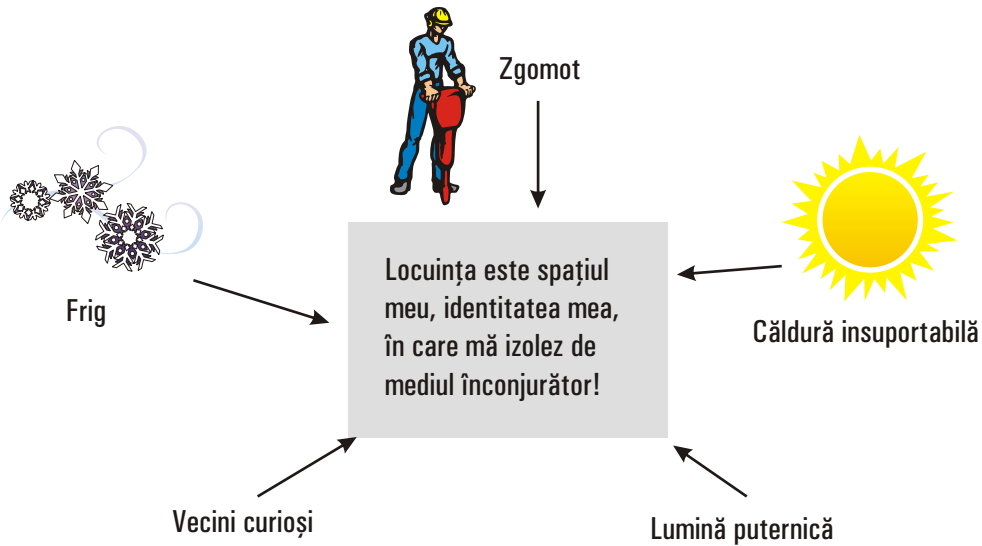 Zgomot
Locuința este spațiul
meu, identitatea mea,
în care mă izolez de
mediul înconjurător!
Frig
Căldură insuportabilă
Vecini curioși
Lumină puternică